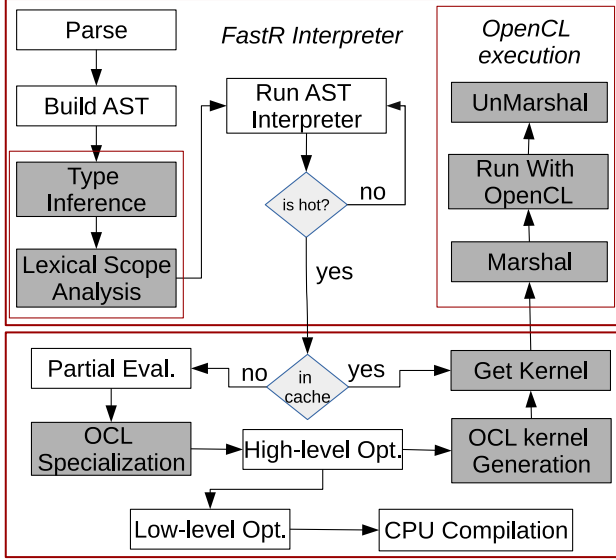 Parse
FastR Interpreter
OpenCL
execution
Build AST
Run AST
Interpreter
UnMarshal
Type
Inference
is hot?
no
Run With
OpenCL
Lexical Scope
Analysis
yes
Marshal
Partial Eval.
no
in
cache
yes
Get Kernel
OCL
Specialization
High-level Opt.
OCL kernel
Generation
Low-level Opt.
CPU Compilation